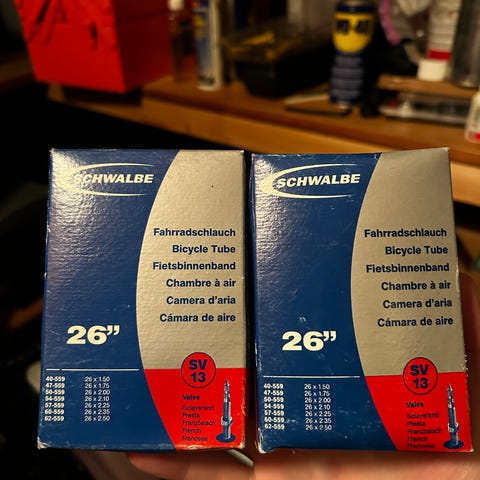 WD-40
SCHWALBE
Fahrradschlauch
Bicycle Tube
Fietsbinnenband
Chambre à air
Camera d'aria
Cámara de aire
26"
SV
13
40-559 26 x 1.50
47-559 26 x 1.75
50-559 26 x 2.00
54-559 26 x 2.10
57-559 26 x 2.25
60-559 26 x 2.35
62-559 26 x 2.50
Valve
Sclaverand
Presta
Französisch
French
Francese
SCHWALBE
Fahrradschlauch
Bicycle Tube
Fietsbinnenband
Chambre à air
Camera d'aria
Cámara de aire
26"
SV
13
40-559 26 x 1.50
47-559 26 x 1.75
50-559 26 x 2.00
54-559 26 x 2.10
57-559 26 x 2.25
60-559 26 x 2.35
62-559 26 x 2.50
Valve
Sclaverand
Presta
Französisch
French
Francese